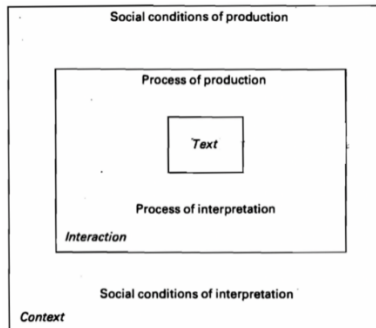 Social conditions of production
Process of production
Text
Process of interpretation
Interaction
Social conditions of interpretation
Context